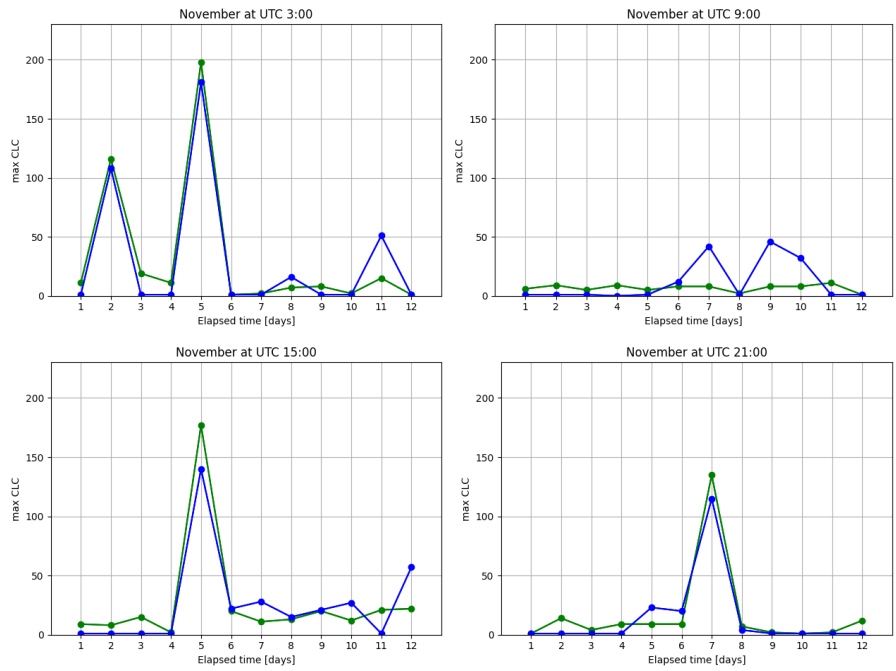 November at UTC 3:00
max CLC
200
150
100
50
0
1 2 3 4 5 6 7 8 9 10 11 12
Elapsed time [days]
November at UTC 9:00
max CLC
200
150
100
50
0
1 2 3 4 5 6 7 8 9 10 11 12
Elapsed time [days]
November at UTC 15:00
max CLC
200
150
100
50
0
1 2 3 4 5 6 7 8 9 10 11 12
Elapsed time [days]
November at UTC 21:00
max CLC
200
150
100
50
0
1 2 3 4 5 6 7 8 9 10 11 12
Elapsed time [days]